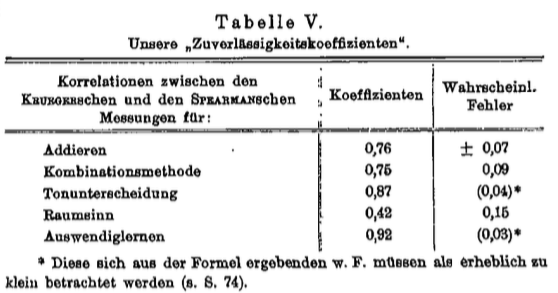 Tabelle V.
Unsere „Zuverlässigkeitskoeffizienten“.
Korrelationen zwischen den
KRUEGERschen und den SPEARMANschen
Messungen für:
Koeffizienten
Wahrscheinl.
Fehler
Addieren 0,76 ± 0,07
Kombinationsmethode 0,75 0,09
Tonunterscheidung 0,87 (0,04)*
Raumsinn 0,42 0,15
Auswendiglernen 0,92 (0,03)*
* Diese sich aus der Formel ergebenden w. F. müssen als erheblich zu
klein betrachtet werden (s. S. 74).